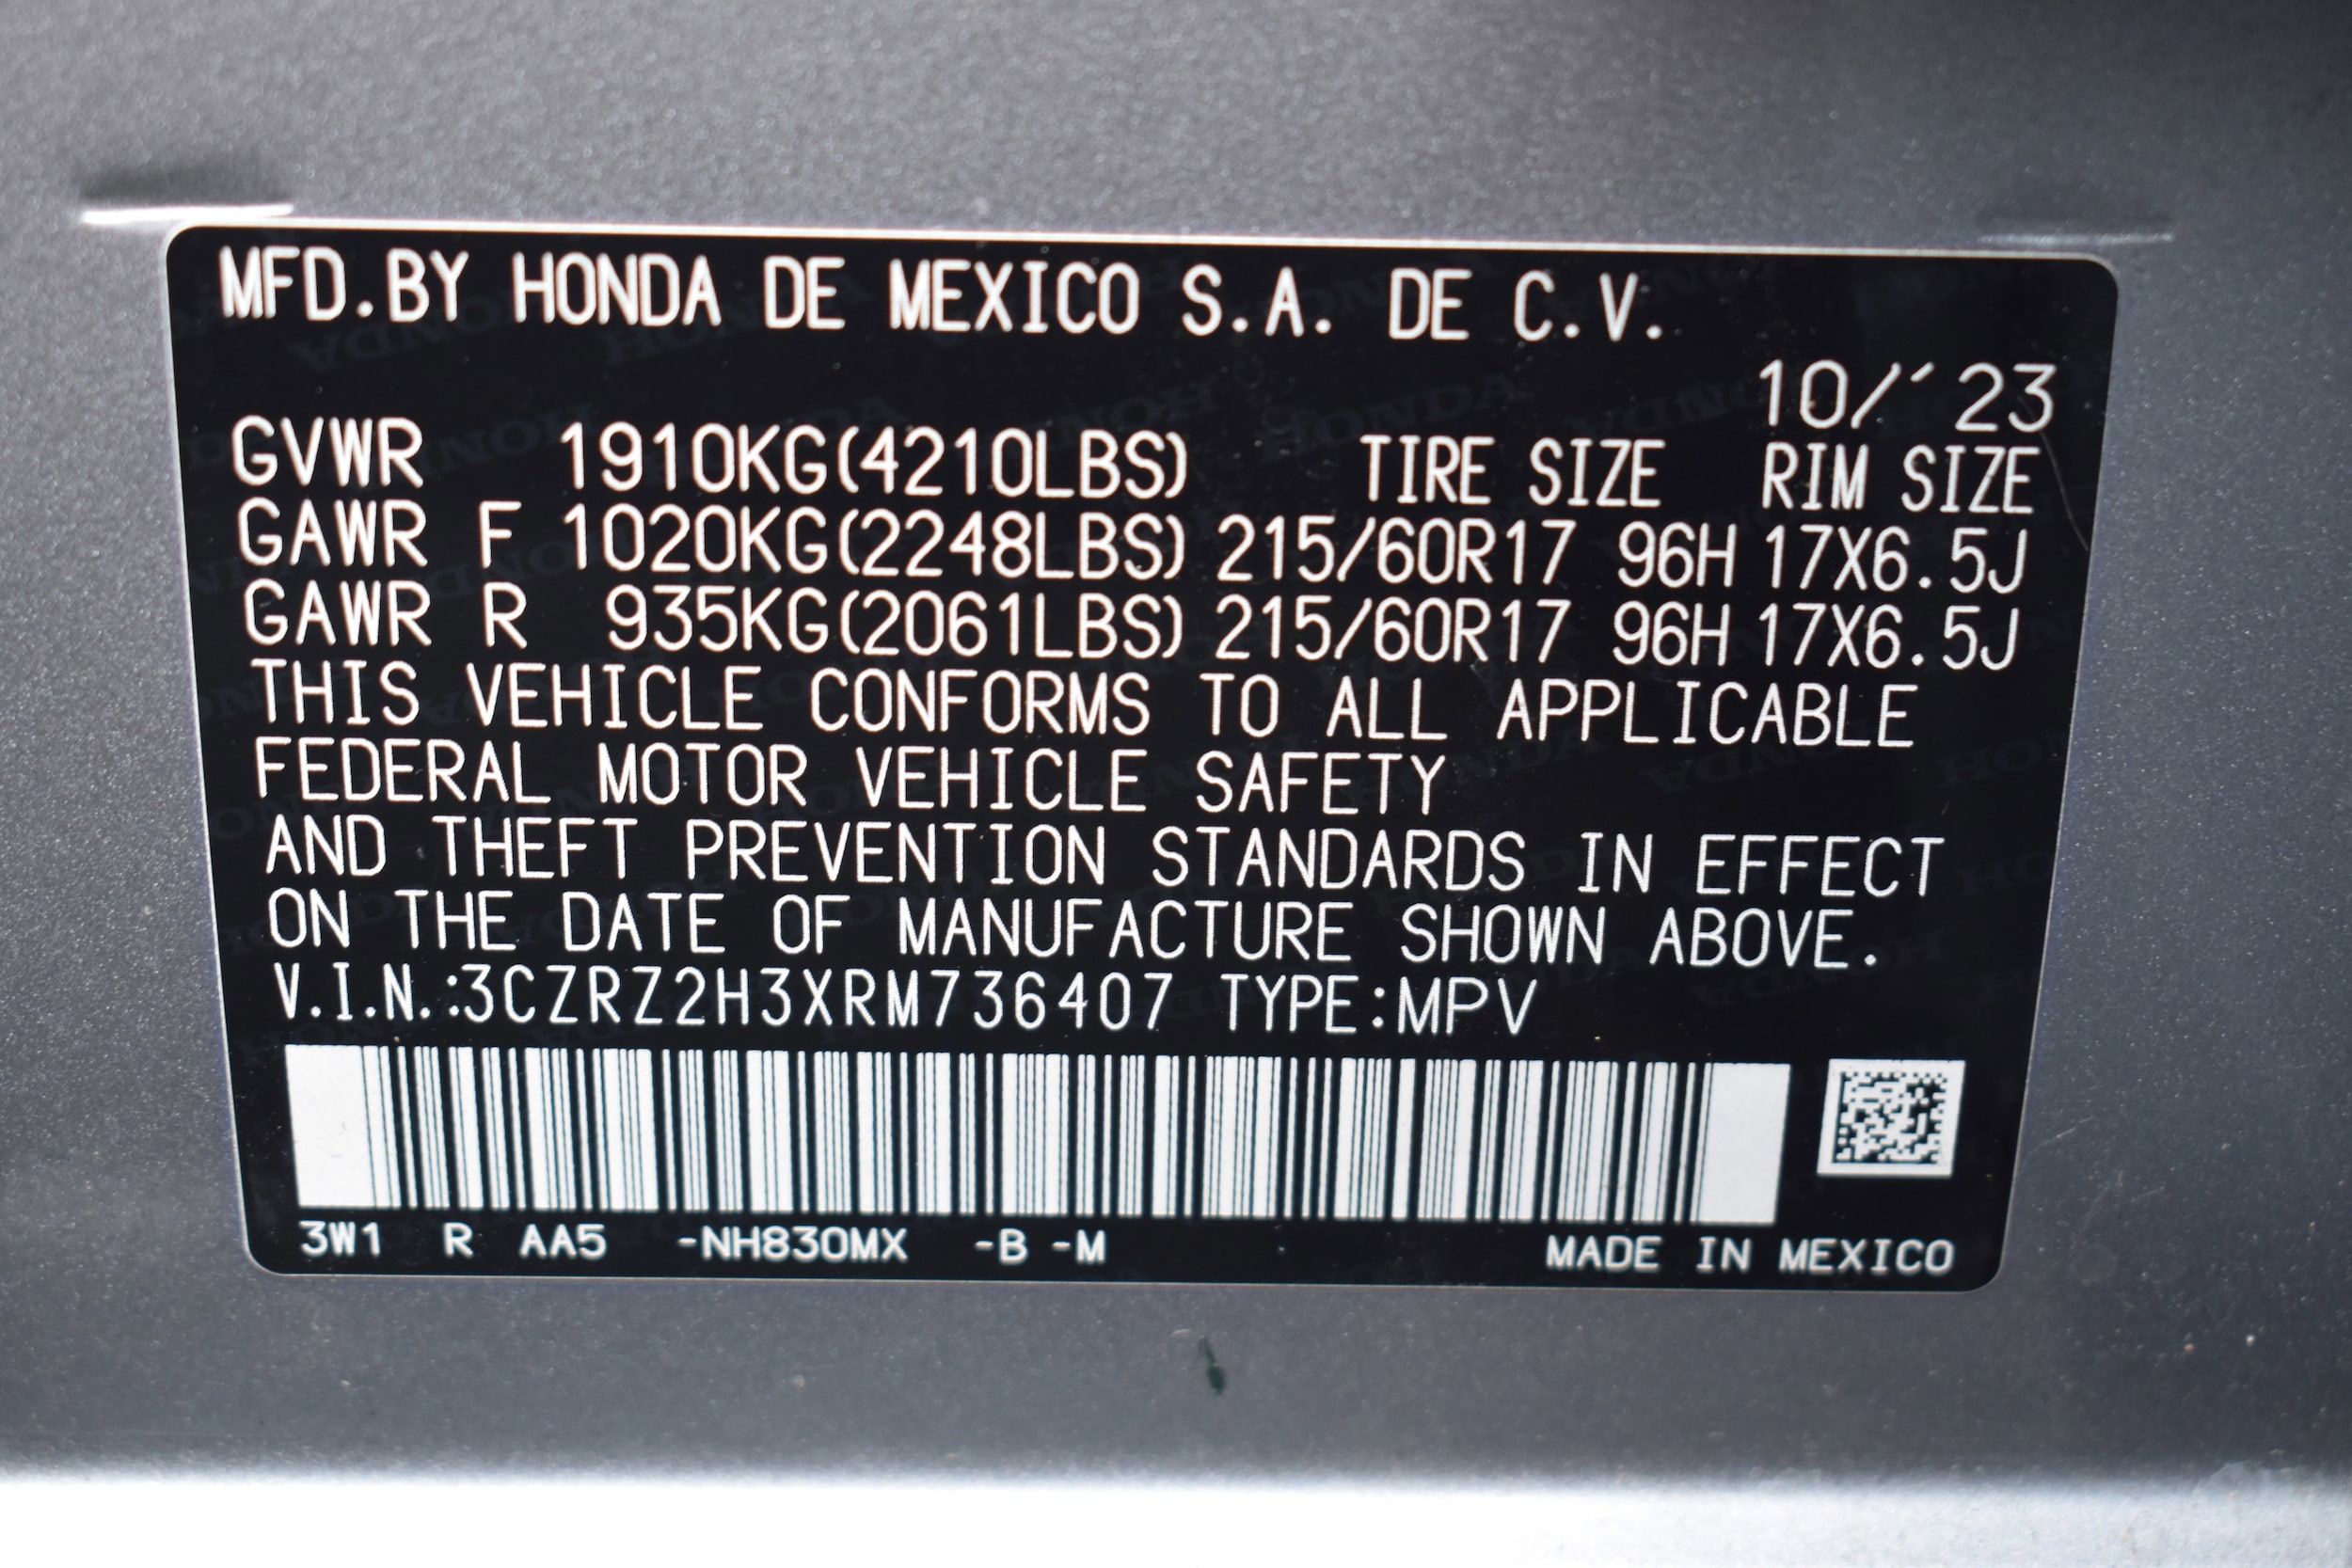 MFD.BY HONDA DE MEXICO S.A. DE C.V.
10/'23
GVWR 1910KG(4210LBS) TIRE SIZE RIM SIZE
GAWR F 1020KG(2248LBS) 215/60R17 96H 17X6.5J
GAWR R 935KG(2061LBS) 215/60R17 96H 17X6.5J
THIS VEHICLE CONFORMS TO ALL APPLICABLE
FEDERAL MOTOR VEHICLE SAFETY
AND THEFT PREVENTION STANDARDS IN EFFECT
ON THE DATE OF MANUFACTURE SHOWN ABOVE.
V.I.N.:3CZRZ2H3XRM736407 TYPE:MPV
3W1 R AA5 -NH830MX -B -M MADE IN MEXICO